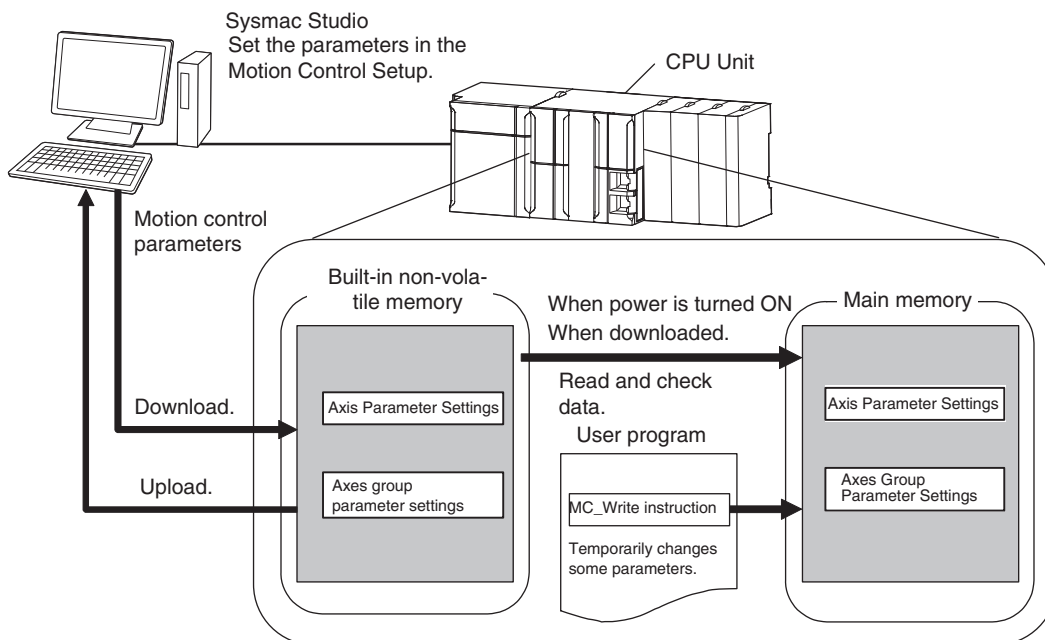 Sysmac Studio
Set the parameters in the
Motion Control Setup.
CPU Unit
Motion control
parameters
Built-in non-vola-
tile memory
When power is turned ON
When downloaded.
Main memory
Read and check
data.
Axis Parameter Settings
Axis Parameter Settings
Download.
User program
Axes group
parameter settings
Axes Group
Parameter Settings
Upload.
MC_Write instruction
Temporarily changes
some parameters.